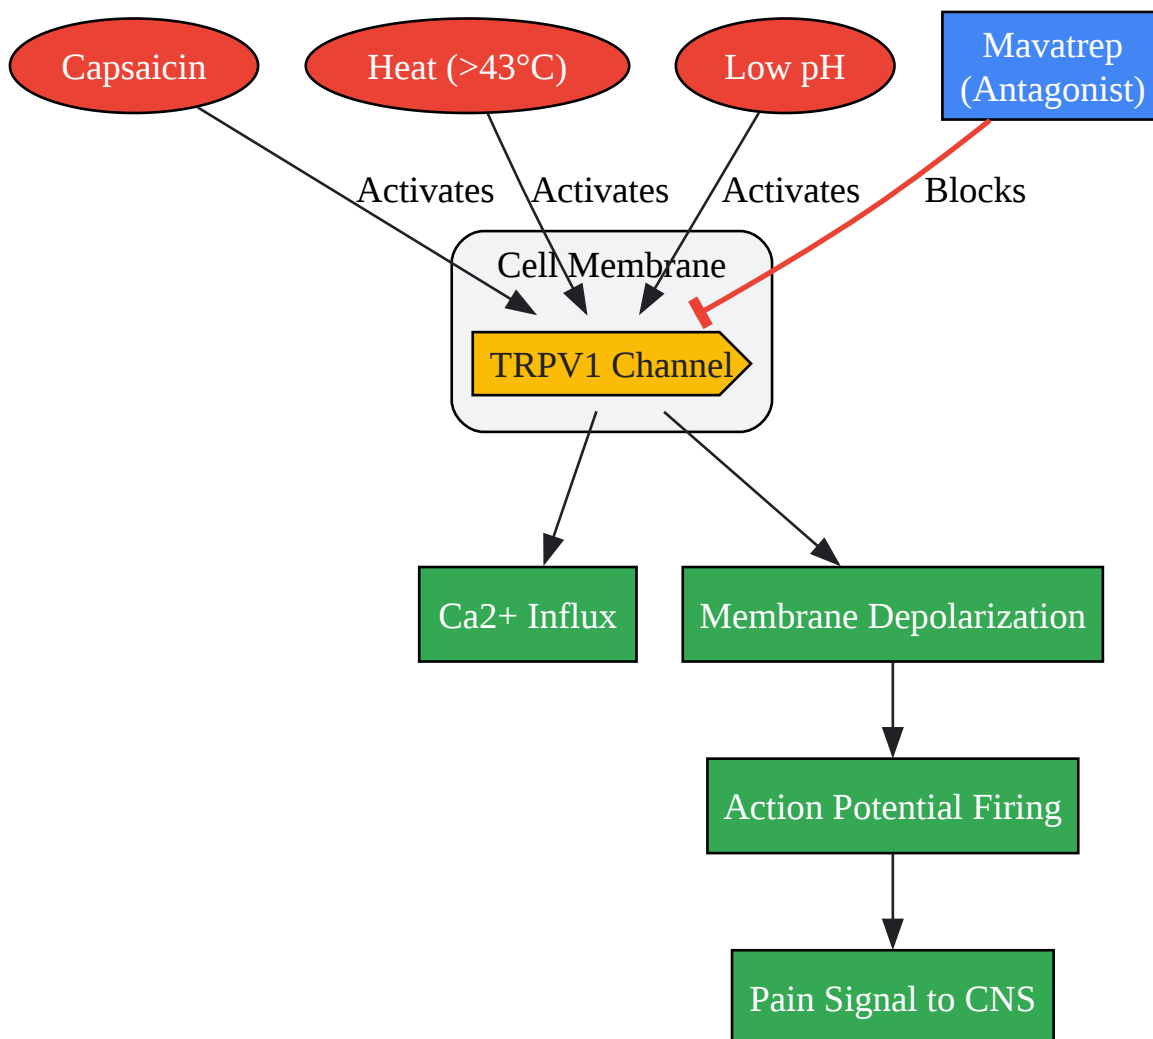 Capsaicin
Heat (>43°C)
Low pH
Mavatrep
(Antagonist)
Activates
Activates
Activates
Blocks
Cell Membrane
TRPV1 Channel
Ca2+ Influx
Membrane Depolarization
Action Potential Firing
Pain Signal to CNS